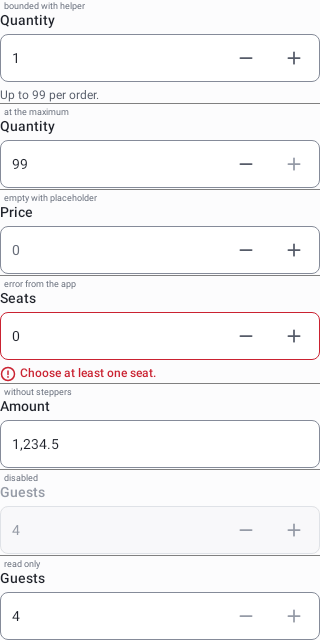 bounded with helper
Quantity
1
Up to 99 per order.
at the maximum
Quantity
99
empty with placeholder
Price
0
error from the app
Seats
0
Choose at least one seat.
without steppers
Amount
1,234.5
disabled
Guests
4
read only
Guests
4